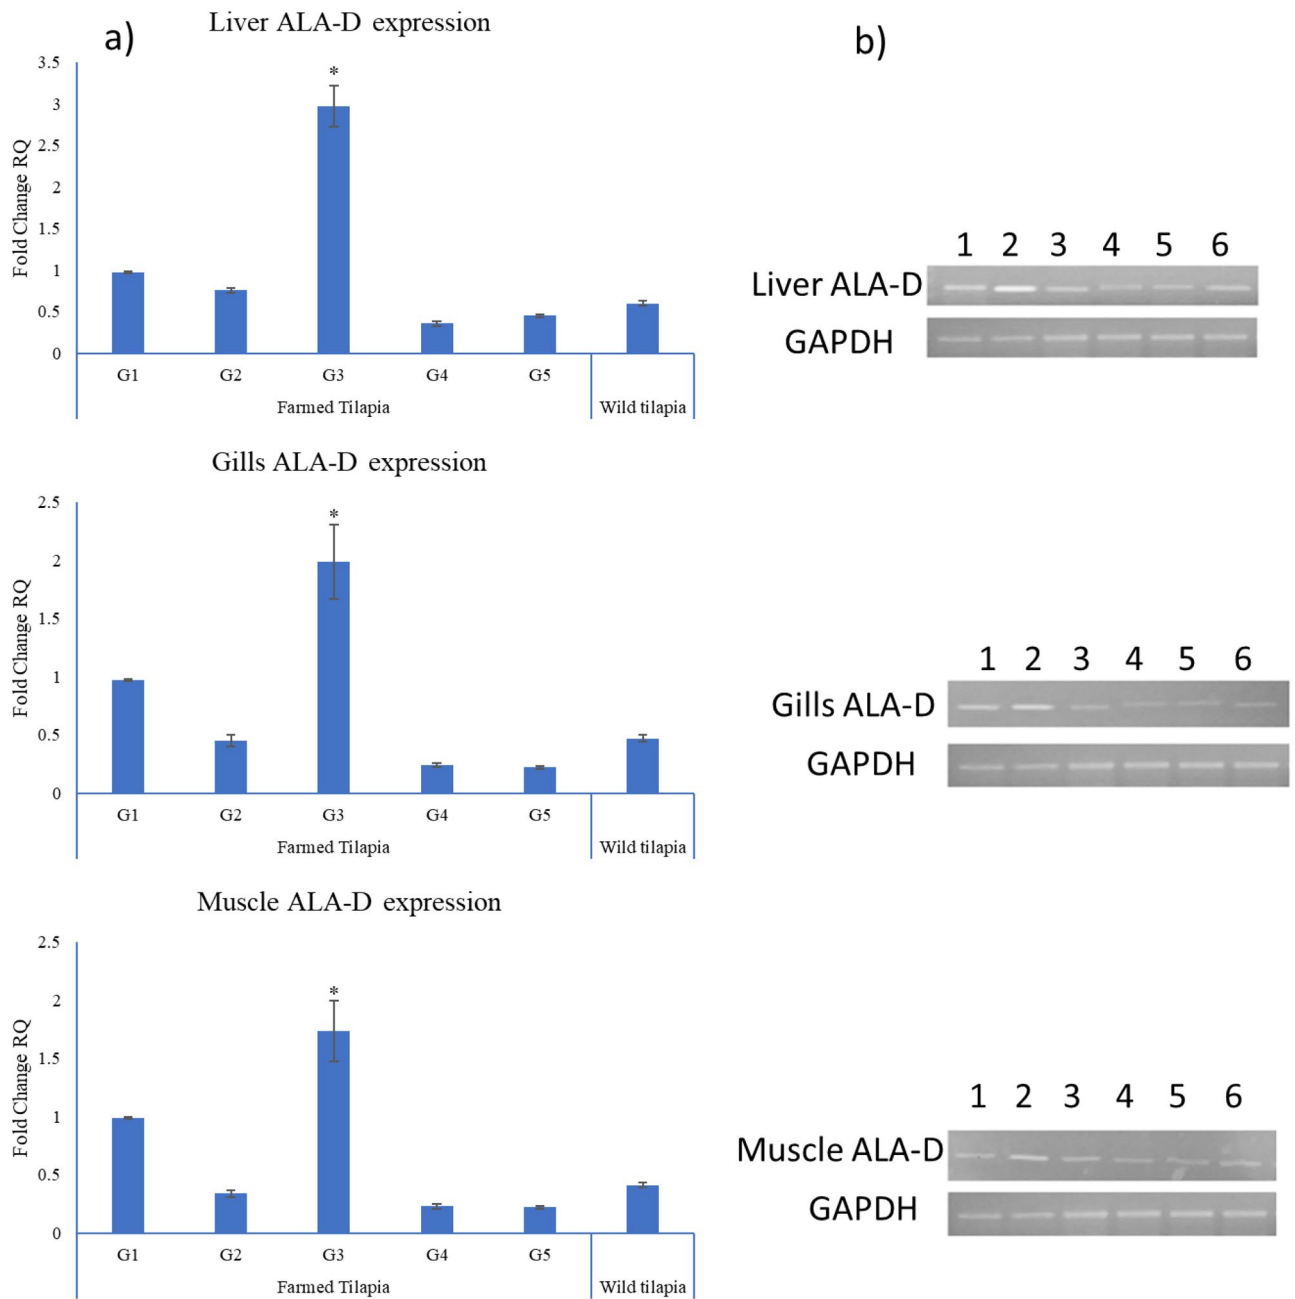 a)
Liver ALA-D expression
Fold Change RQ
3.5
3
2.5
2
1.5
1
0.5
0
*
G1 G2 G3 G4 G5
Farmed Tilapia Wild tilapia
Gills ALA-D expression
Fold Change RQ
2.5
2
1.5
1
0.5
0
*
G1 G2 G3 G4 G5
Farmed Tilapia Wild tilapia
Muscle ALA-D expression
Fold Change RQ
2.5
2
1.5
1
0.5
0
*
G1 G2 G3 G4 G5
Farmed Tilapia Wild tilapia
b)
1 2 3 4 5 6
Liver ALA-D
GAPDH
1 2 3 4 5 6
Gills ALA-D
GAPDH
1 2 3 4 5 6
Muscle ALA-D
GAPDH